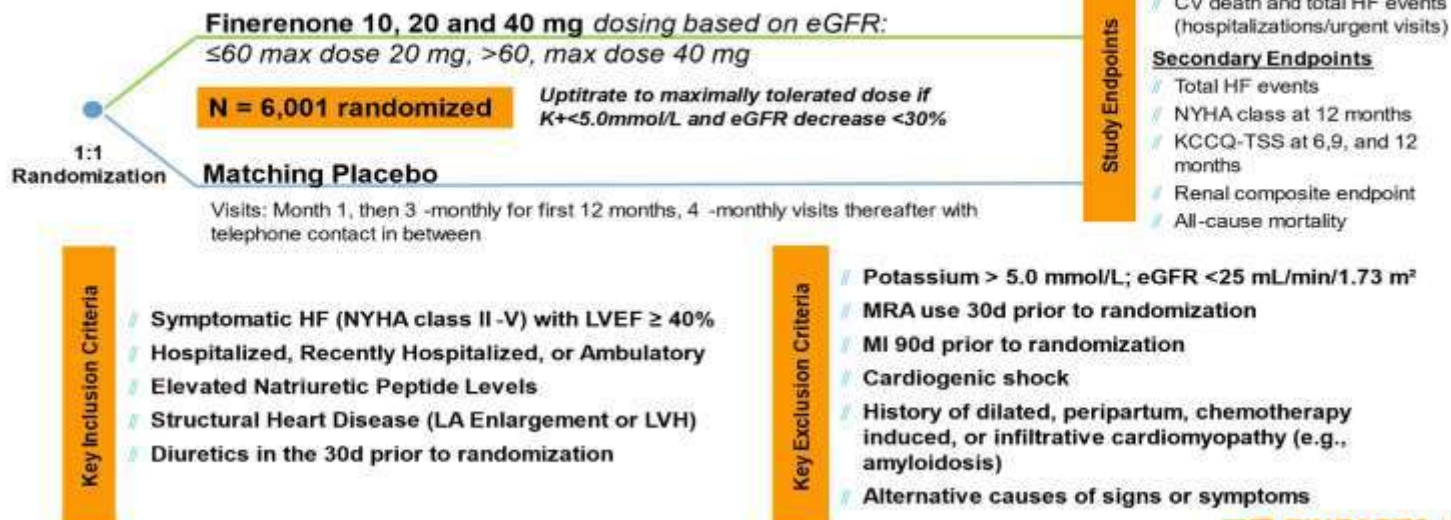 Finerenone 10, 20 and 40 mg dosing based on eGFR:
≤60 max dose 20 mg, >60, max dose 40 mg
N = 6,001 randomized
Uptitrate to maximally tolerated dose if
K+<5.0mmol/L and eGFR decrease <30%
1:1
Randomization
Matching Placebo
Visits: Month 1, then 3 -monthly for first 12 months, 4 -monthly visits thereafter with
telephone contact in between
Study Endpoints
CV death and total HF events
(hospitalizations/urgent visits)
Secondary Endpoints
Total HF events
NYHA class at 12 months
KCCQ-TSS at 6,9, and 12
months
Renal composite endpoint
All-cause mortality
Key Inclusion Criteria
Symptomatic HF (NYHA class II -V) with LVEF ≥ 40%
Hospitalized, Recently Hospitalized, or Ambulatory
Elevated Natriuretic Peptide Levels
Structural Heart Disease (LA Enlargement or LVH)
Diuretics in the 30d prior to randomization
Key Exclusion Criteria
Potassium > 5.0 mmol/L; eGFR <25 mL/min/1.73 m²
MRA use 30d prior to randomization
MI 90d prior to randomization
Cardiogenic shock
History of dilated, peripartum, chemotherapy
induced, or infiltrative cardiomyopathy (e.g.,
amyloidosis)
Alternative causes of signs or symptoms